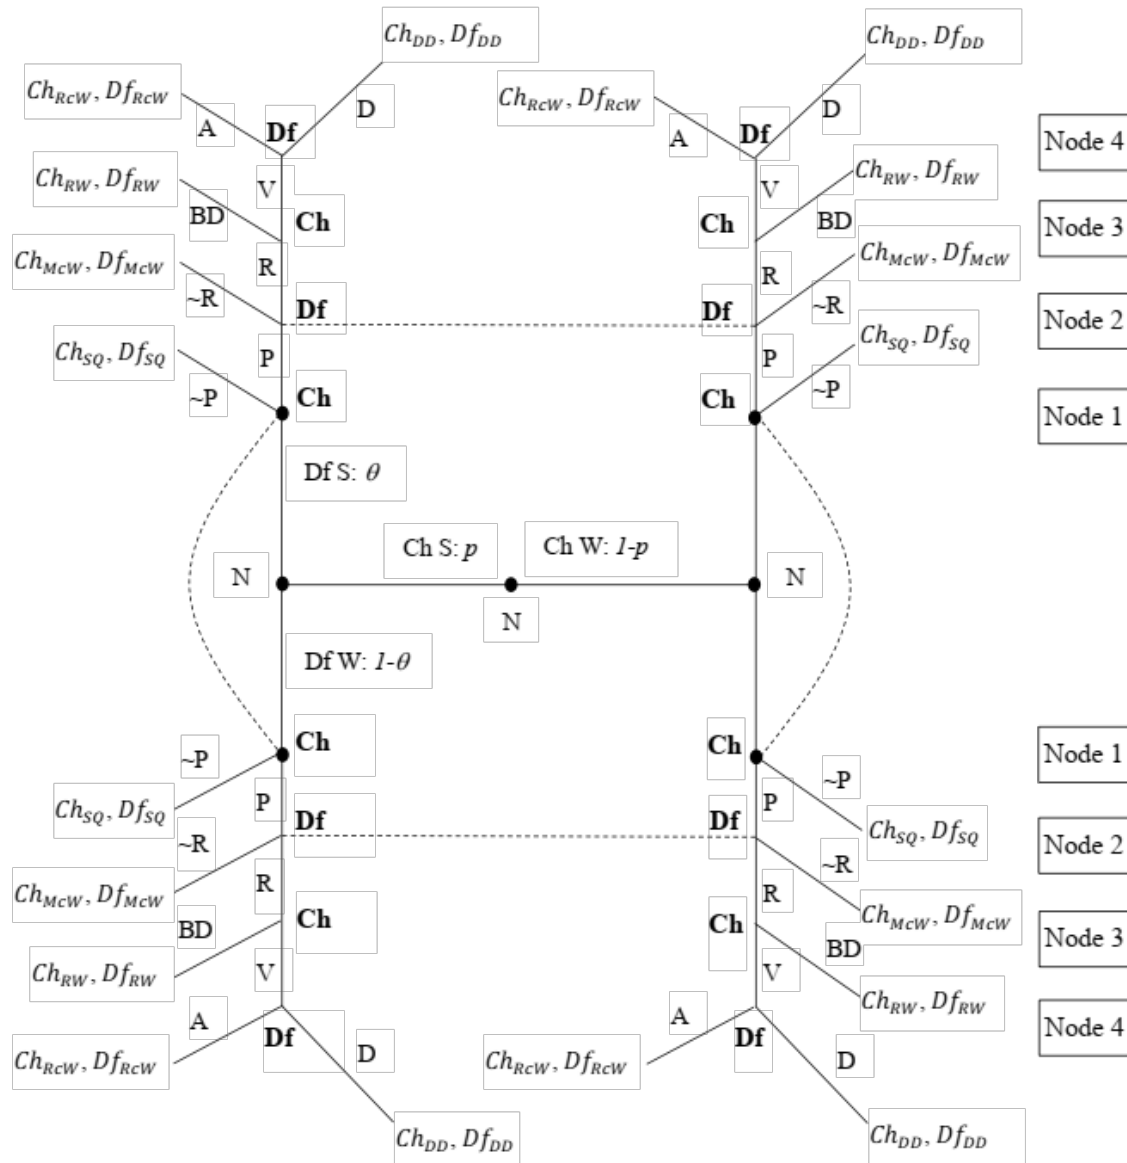 Ch_DD, Df_DD
Ch_DD, Df_DD
Ch_RcW, Df_RcW
Ch_RcW, Df_RcW
A
Df
D
A
Df
D
Node 4
Ch_RW, Df_RW
V
Ch_RW, Df_RW
V
BD
Ch
Ch
BD
Node 3
Ch_McW, Df_McW
R
Ch_McW, Df_McW
R
~R
Df
Df
~R
Node 2
Ch_SQ, Df_SQ
P
P
Ch_SQ, Df_SQ
~P
Ch
Ch
~P
Node 1
Df S: θ
Ch S: p
Ch W: 1-p
N
N
N
Df W: 1-θ
~P
Ch
Ch
~P
Node 1
Ch_SQ, Df_SQ
P
P
Ch_SQ, Df_SQ
~R
Df
Df
~R
Node 2
Ch_McW, Df_McW
R
R
Ch_McW, Df_McW
BD
Ch
Ch
BD
Node 3
Ch_RW, Df_RW
V
V
Ch_RW, Df_RW
A
Df
D
A
Df
D
Node 4
Ch_RcW, Df_RcW
Ch_RcW, Df_RcW
Ch_DD, Df_DD
Ch_DD, Df_DD